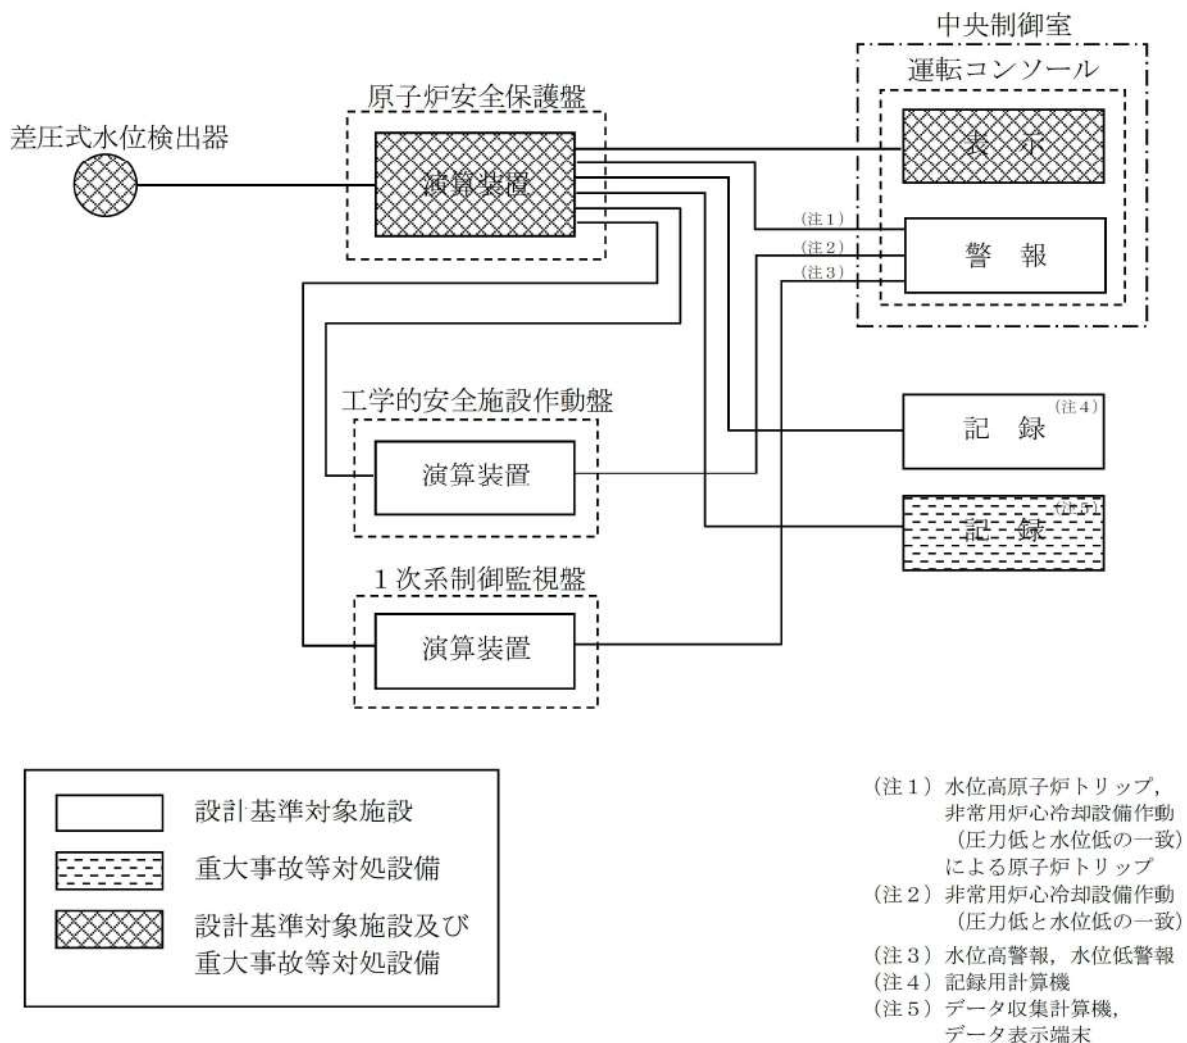 中央制御室
運転コンソール
原子炉安全保護盤
差圧式水位検出器
演算装置
表　示
(注１)
(注２)
(注３)
警　報
工学的安全施設作動盤
演算装置
(注４)
記　録
(注５)
記　録
１次系制御監視盤
演算装置
設計基準対象施設
重大事故等対処設備
設計基準対象施設及び
重大事故等対処設備
(注１) 水位高原子炉トリップ，
非常用炉心冷却設備作動
(圧力低と水位低の一致)
による原子炉トリップ
(注２) 非常用炉心冷却設備作動
(圧力低と水位低の一致)
(注３) 水位高警報，水位低警報
(注４) 記録用計算機
(注５) データ収集計算機，
データ表示端末